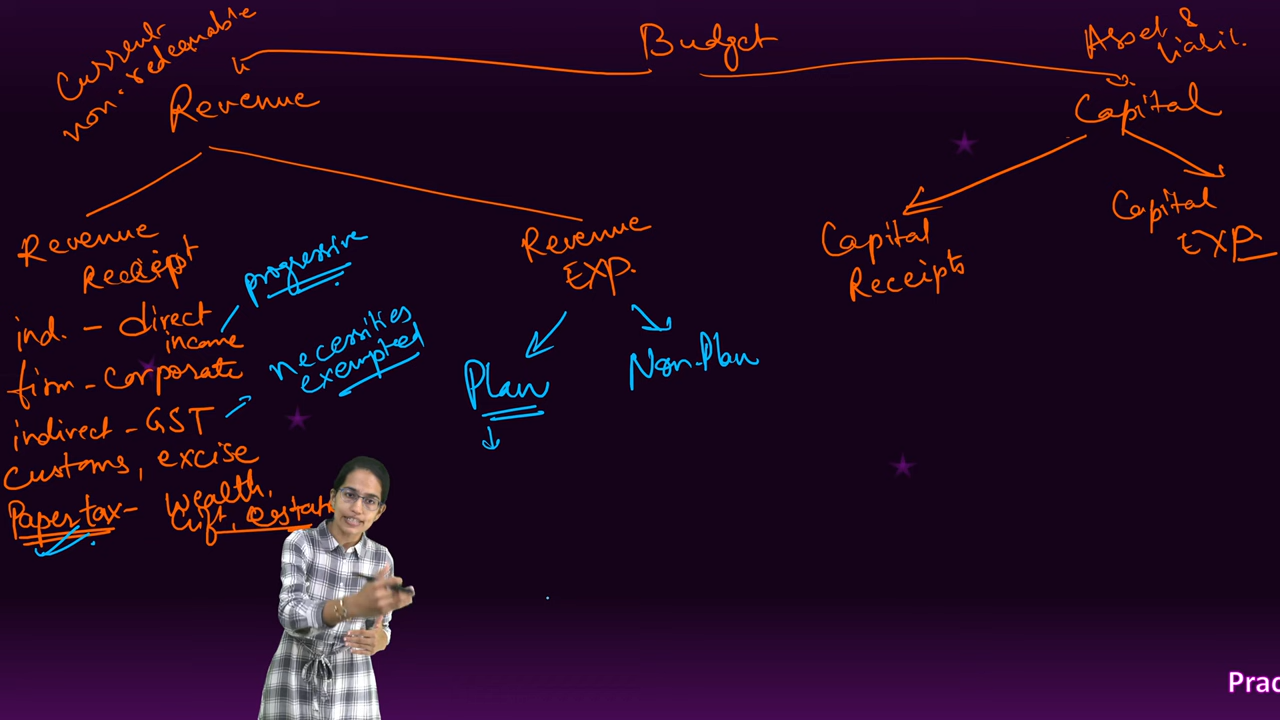 Budget
Current
non-redeemable
Revenue
Asset &
Liabil.
Capital
Revenue
Receipt
ind. - direct
income
progressive
firm - corporate
indirect - GST
necessities
exempted
Customs, excise
Paper tax - Wealth,
Gift, estate
Revenue
EXP.
Plan
Non-Plan
Capital
Receipts
Capital
EXP.
Prac